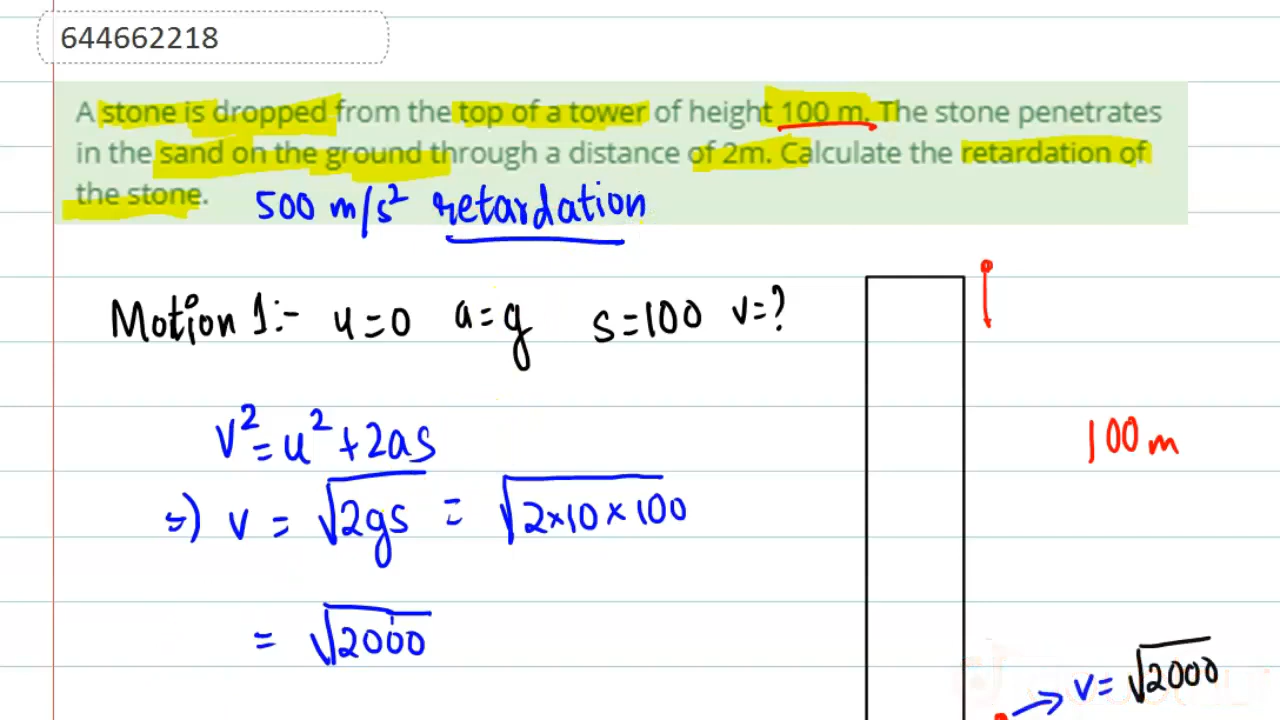 644662218
A stone is dropped from the top of a tower of height 100 m. The stone penetrates
in the sand on the ground through a distance of 2m. Calculate the retardation of
the stone.
500 m/s² retardation
Motion 1:- u=0 a=g s=100 v=?
v²=u²+2as
=) v = √2gs = √2×10×100
100m
= √2000
v=√2000